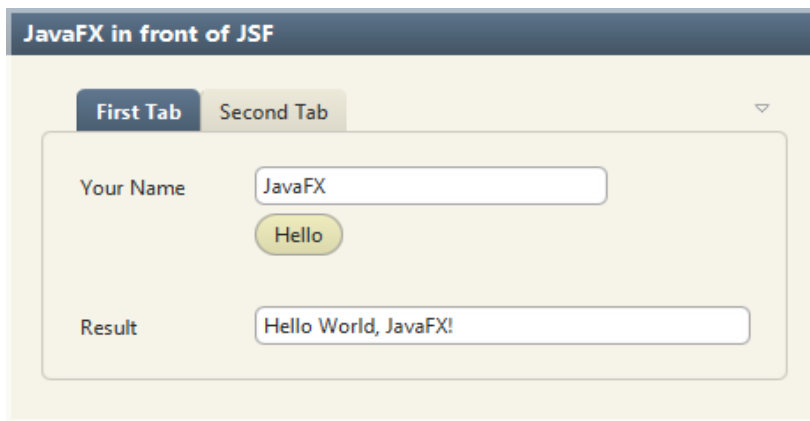 JavaFX in front of JSF
First Tab Second Tab
Your Name JavaFX
Hello
Result Hello World, JavaFX!